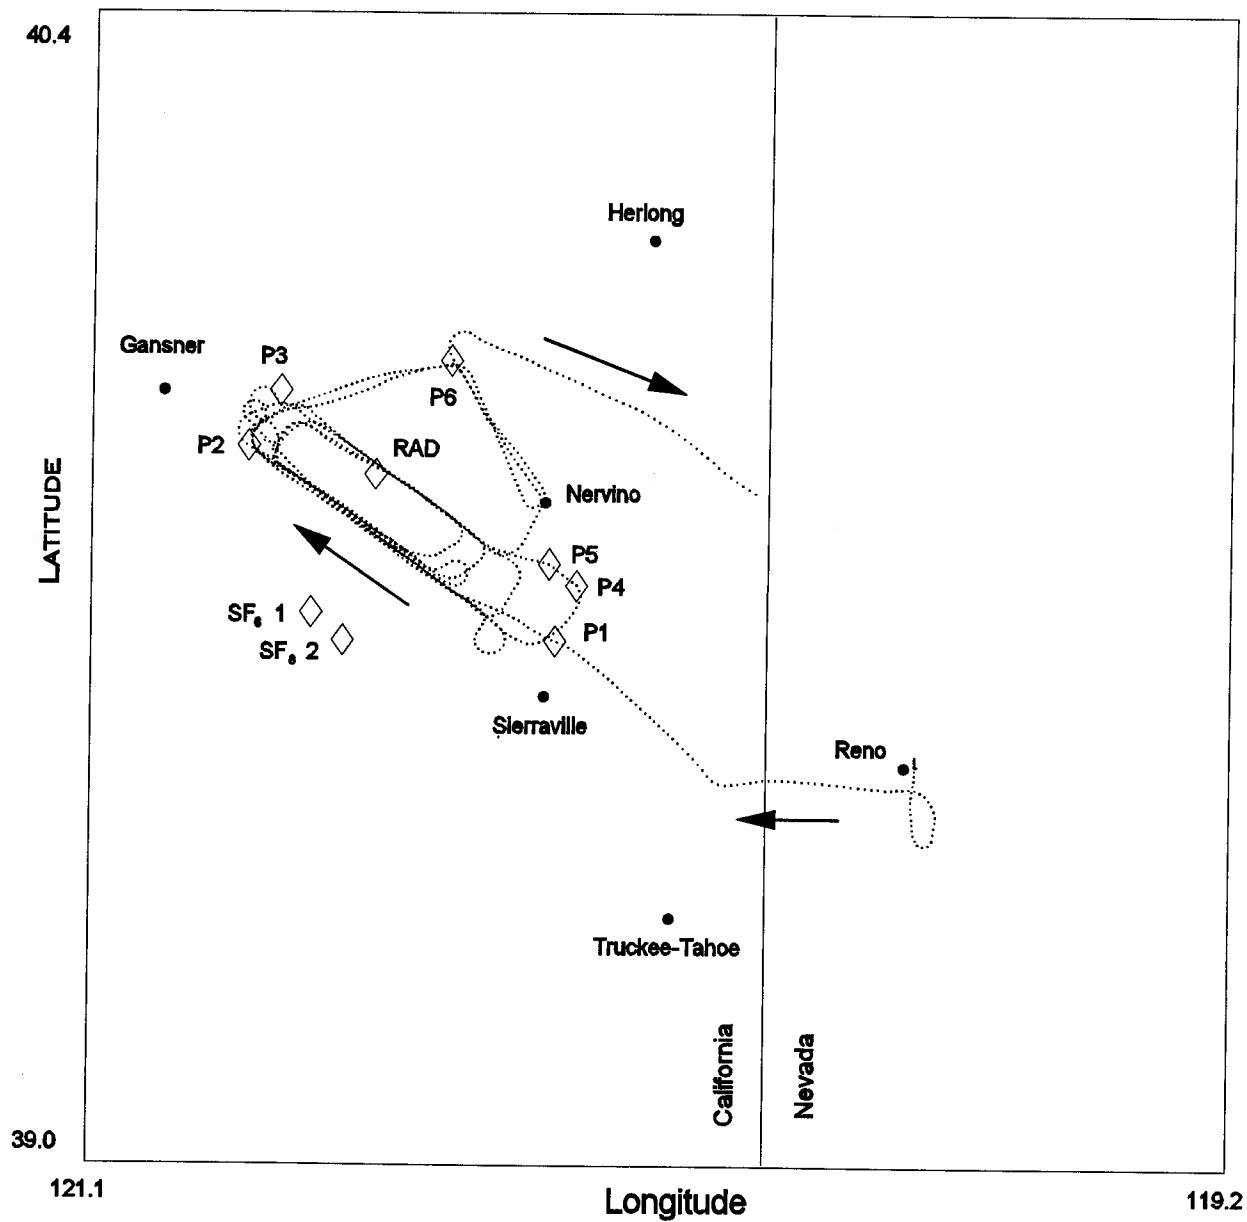 40.4
Herlong
Gansner
P3
P6
P2
RAD
Nervino
LATITUDE
P5
P4
SF6 1
P1
SF6 2
Sierraville
Reno
1
Truckee-Tahoe
California
Nevada
39.0
121.1
Longitude
119.2